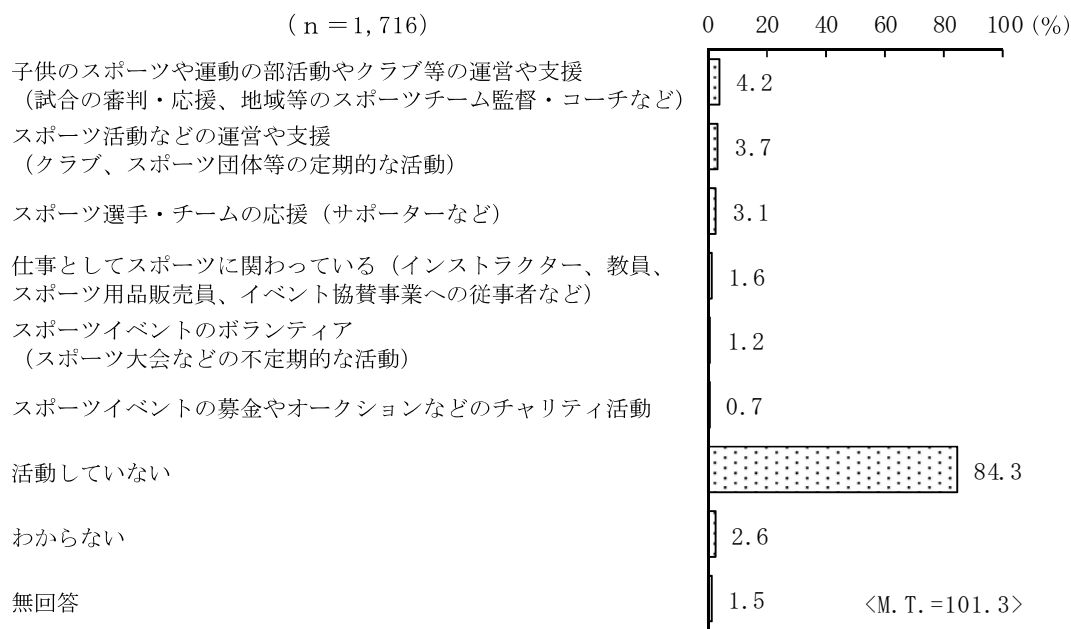 （ｎ＝1,716）
0 20 40 60 80 100 (%)
子供のスポーツや運動の部活動やクラブ等の運営や支援
（試合の審判・応援、地域等のスポーツチーム監督・コーチなど）
4.2
スポーツ活動などの運営や支援
（クラブ、スポーツ団体等の定期的な活動）
3.7
スポーツ選手・チームの応援（サポーターなど）
3.1
仕事としてスポーツに関わっている（インストラクター、教員、
スポーツ用品販売員、イベント協賛事業への従事者など）
1.6
スポーツイベントのボランティア
（スポーツ大会などの不定期的な活動）
1.2
スポーツイベントの募金やオークションなどのチャリティ活動
0.7
活動していない
84.3
わからない
2.6
無回答
1.5
<M.T.=101.3>